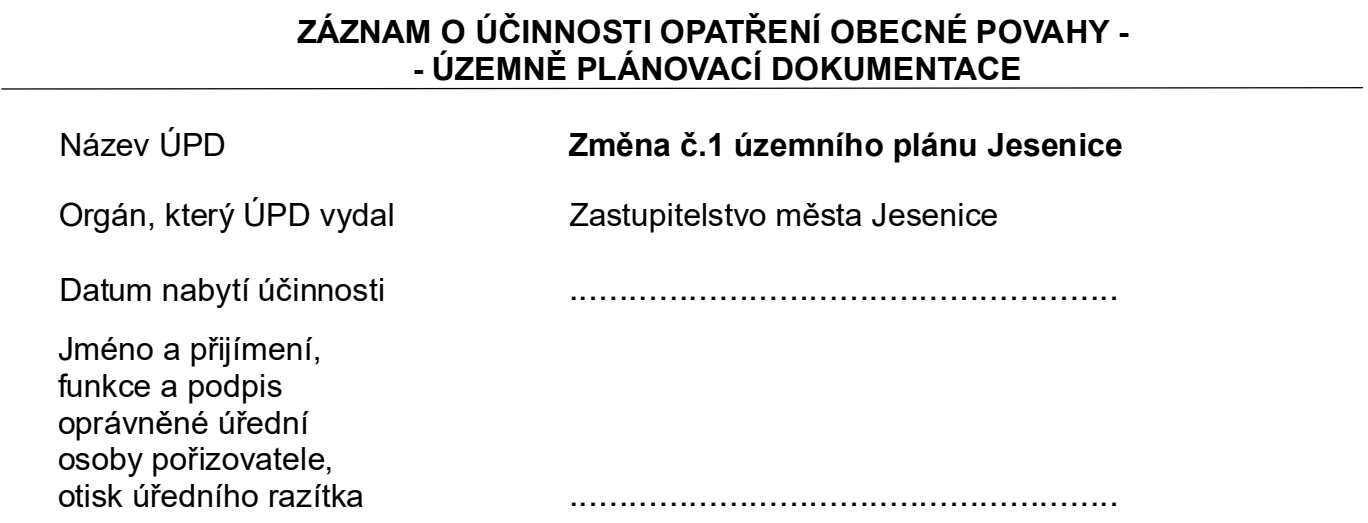 ZÁZNAM O ÚČINNOSTI OPATŘENÍ OBECNÉ POVAHY -
- ÚZEMNĚ PLÁNOVACÍ DOKUMENTACE
Název ÚPD Změna č.1 územního plánu Jesenice
Orgán, který ÚPD vydal Zastupitelstvo města Jesenice
Datum nabytí účinnosti ......................................................
Jméno a přijímení,
funkce a podpis
oprávněné úřední
osoby pořizovatele,
otisk úředního razítka ......................................................